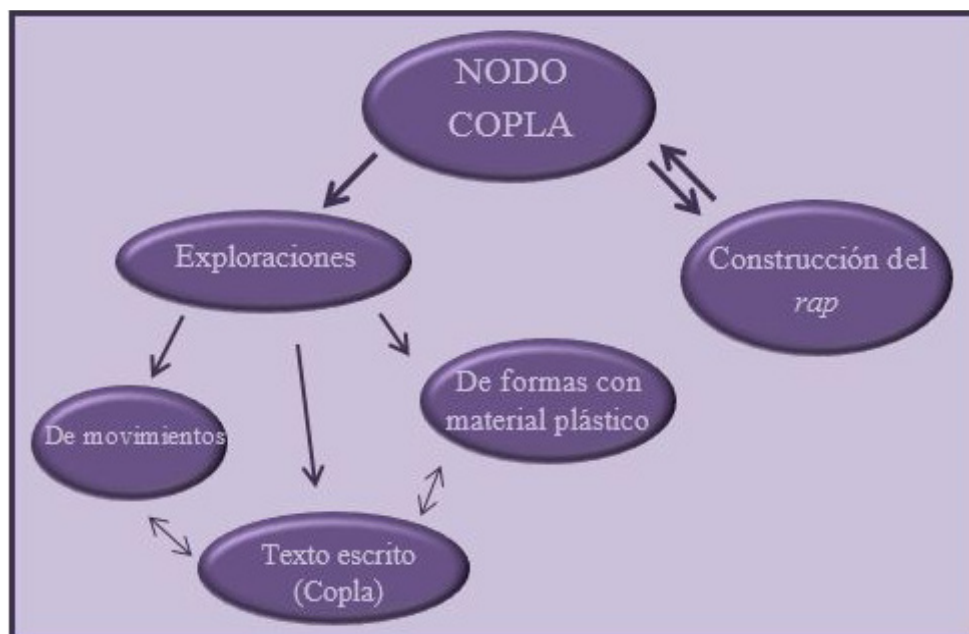 NODO
COPLA
Exploraciones
Construcción del
rap
De formas con
material plástico
De movimientos
Texto escrito
(Copla)